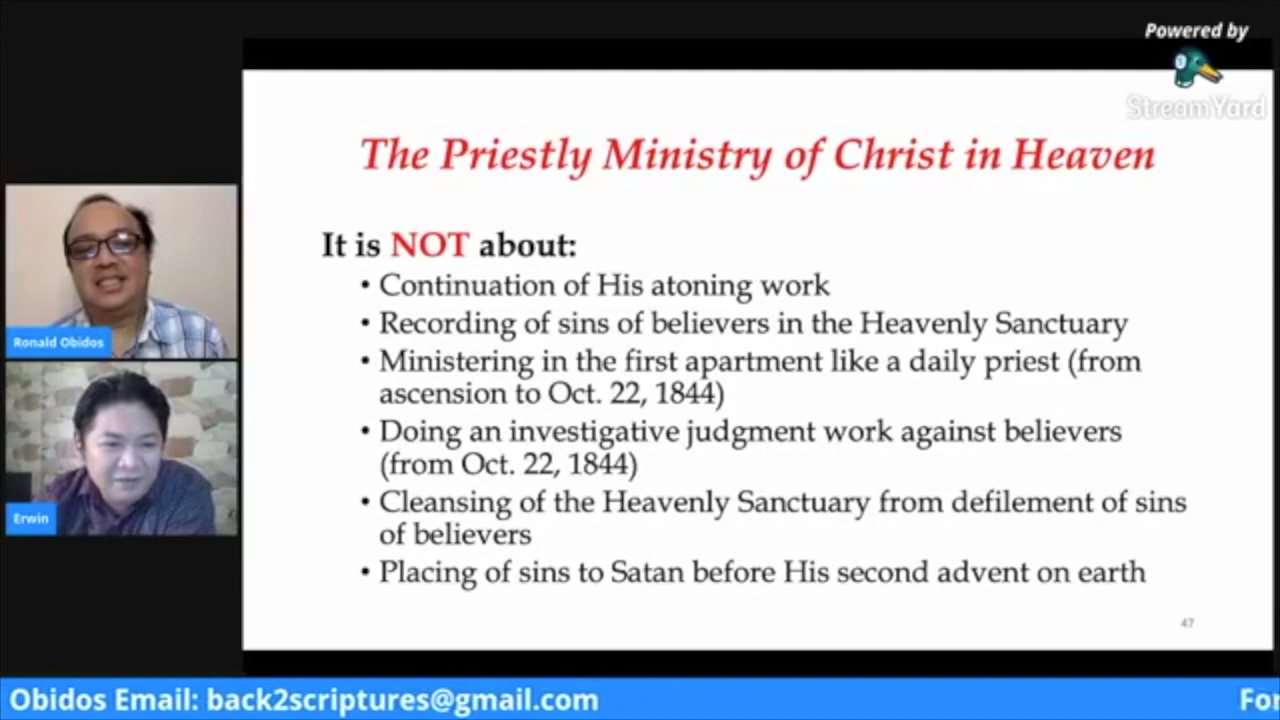 Powered by
StreamYard
The Priestly Ministry of Christ in Heaven
It is NOT about:
• Continuation of His atoning work
• Recording of sins of believers in the Heavenly Sanctuary
• Ministering in the first apartment like a daily priest (from
ascension to Oct. 22, 1844)
• Doing an investigative judgment work against believers
(from Oct. 22, 1844)
• Cleansing of the Heavenly Sanctuary from defilement of sins
of believers
• Placing of sins to Satan before His second advent on earth
47
Ronald Obidos
Erwin
Obidos Email: back2scriptures@gmail.com